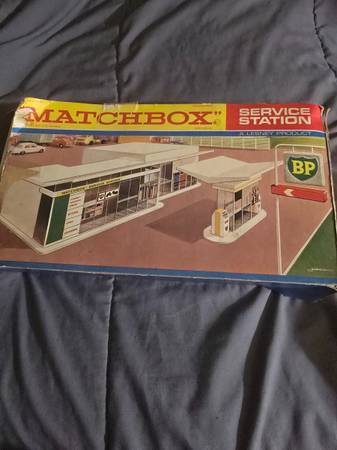 "MATCHBOX"
SERVICE
STATION
A LESNEY PRODUCT
BP